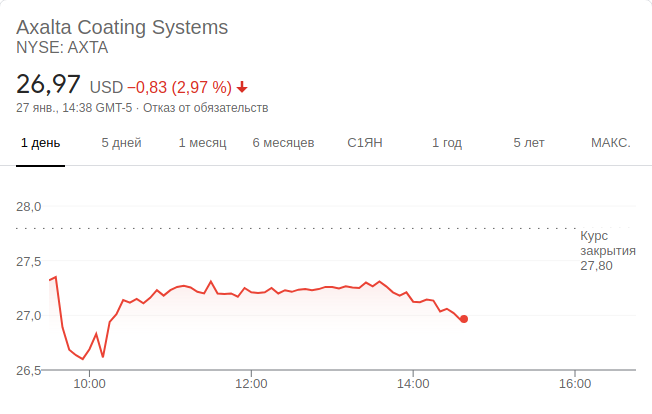 Axalta Coating Systems
NYSE: AXTA
26,97 USD −0,83 (2,97 %)
27 янв., 14:38 GMT-5 · Отказ от обязательств
1 день 5 дней 1 месяц 6 месяцев С1ЯН 1 год 5 лет МАКС.
28,0
Курс
закрытия
27,80
27,5
27,0
26,5
10:00 12:00 14:00 16:00